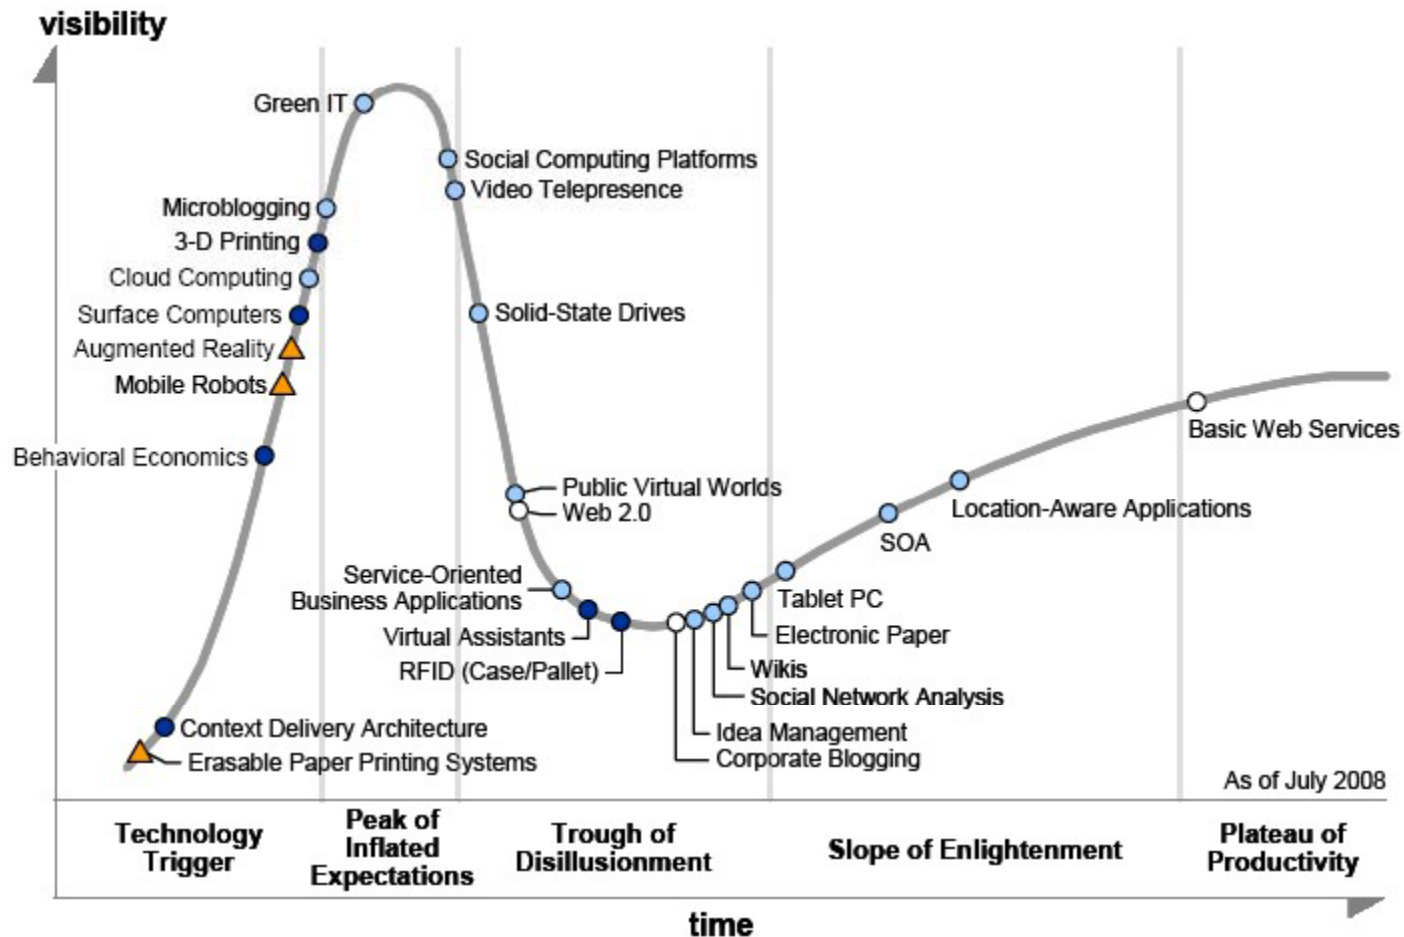 visibility
Green IT
Social Computing Platforms
Video Telepresence
Microblogging
3-D Printing
Cloud Computing
Surface Computers
Solid-State Drives
Augmented Reality
Mobile Robots
Basic Web Services
Behavioral Economics
Public Virtual Worlds
Web 2.0
Location-Aware Applications
SOA
Service-Oriented
Business Applications
Tablet PC
Virtual Assistants
Electronic Paper
RFID (Case/Pallet)
Wikis
Social Network Analysis
Context Delivery Architecture
Idea Management
Erasable Paper Printing Systems
Corporate Blogging
As of July 2008
Technology
Trigger
Peak of
Inflated
Expectations
Trough of
Disillusionment
Slope of Enlightenment
Plateau of
Productivity
time